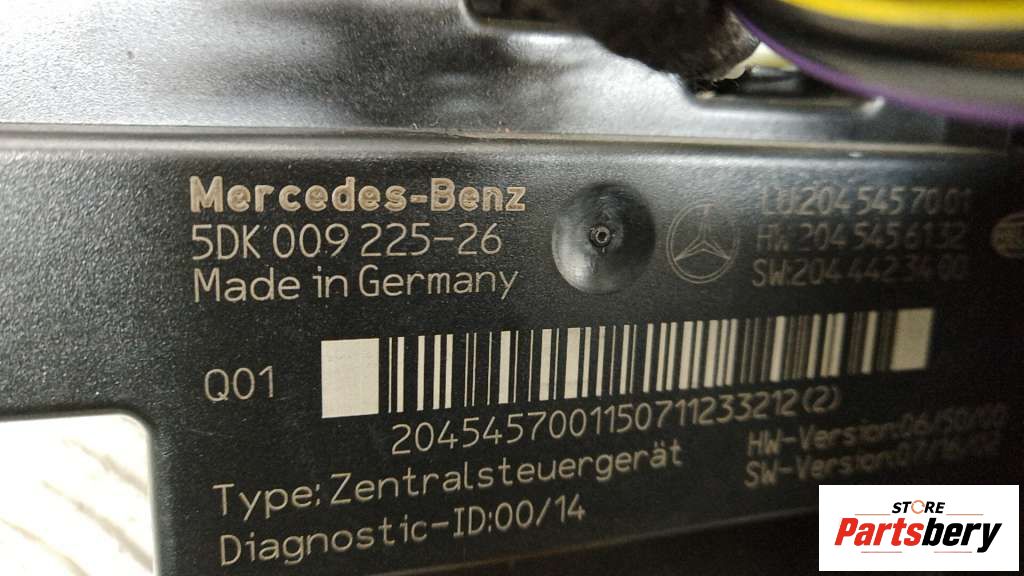 Mercedes-Benz
5DK 009 225-26
Made in Germany
LU:204 545 70 01
HW:204 545 61 32
SW:204 442 34 00
Q01
204545700115071123​3212(2)
Type: Zentralsteuergerät
Diagnostic-ID:00/14
HW-Version:06/50/00
SW-Version:07/16/02
STORE
Partsbery